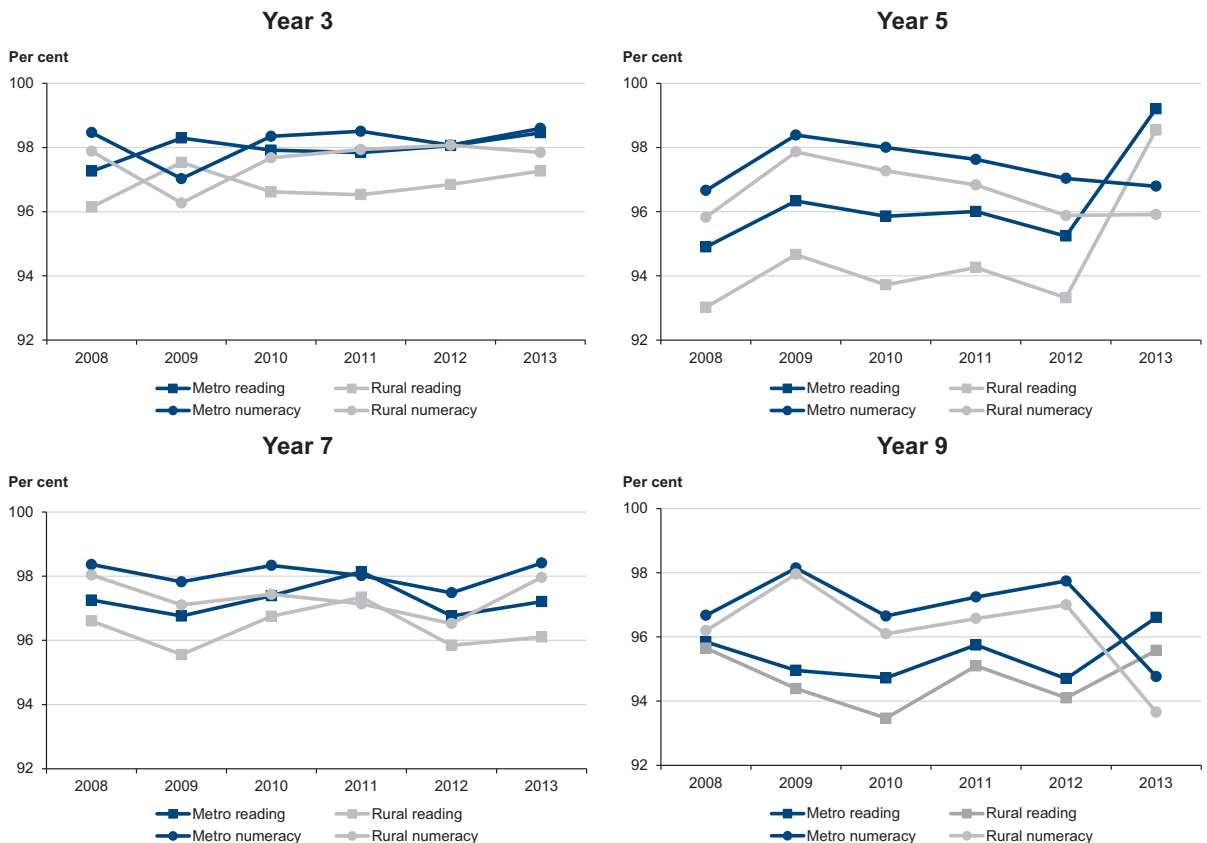 Year 3
Per cent
100
98
96
94
92
2008 2009 2010 2011 2012 2013
Metro reading Rural reading
Metro numeracy Rural numeracy
Year 5
Per cent
100
98
96
94
92
2008 2009 2010 2011 2012 2013
Metro reading Rural reading
Metro numeracy Rural numeracy
Year 7
Per cent
100
98
96
94
92
2008 2009 2010 2011 2012 2013
Metro reading Rural reading
Metro numeracy Rural numeracy
Year 9
Per cent
100
98
96
94
92
2008 2009 2010 2011 2012 2013
Metro reading Rural reading
Metro numeracy Rural numeracy